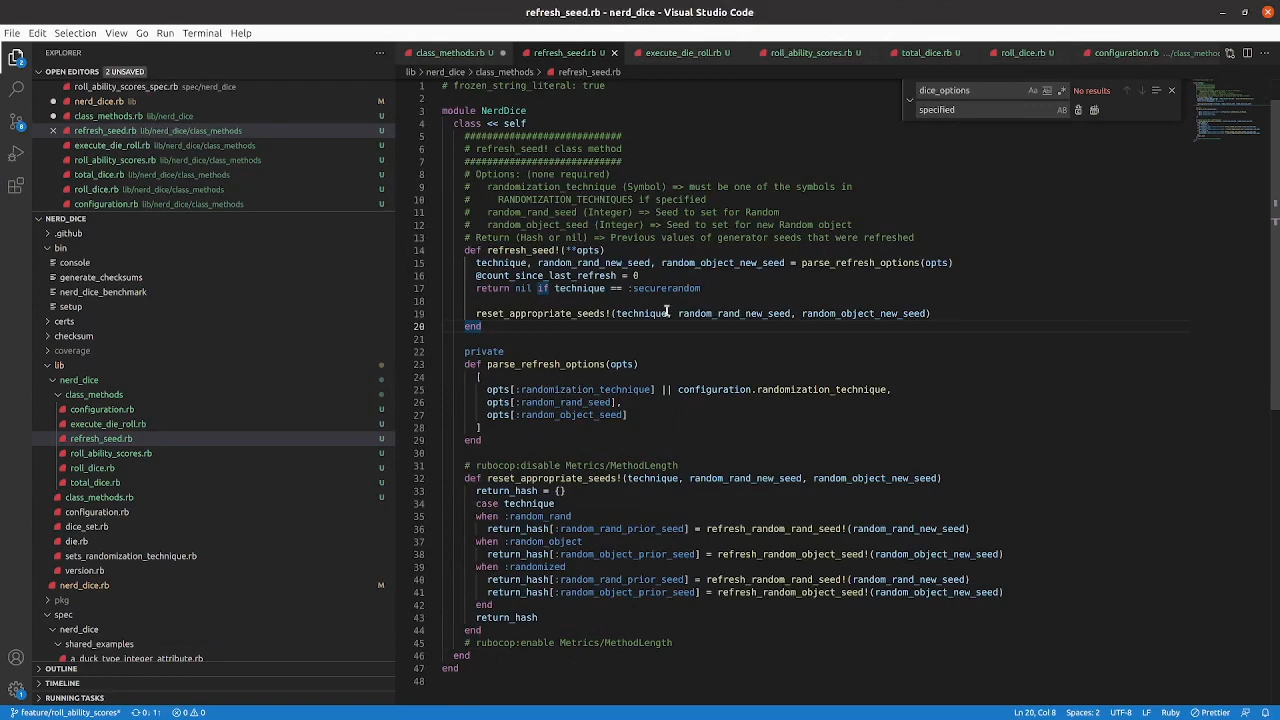 refresh_seed.rb - nerd_dice - Visual Studio Code
File Edit Selection View Go Run Terminal Help
EXPLORER
OPEN EDITORS 2 UNSAVED
roll_ability_scores_spec.rb spec/nerd_dice
nerd_dice.rb lib M
class_methods.rb lib/nerd_dice U
refresh_seed.rb lib/nerd_dice/class_methods U
execute_die_roll.rb lib/nerd_dice/class_methods U
roll_ability_scores.rb lib/nerd_dice/class_methods U
total_dice.rb lib/nerd_dice/class_methods U
roll_dice.rb lib/nerd_dice/class_methods U
configuration.rb lib/nerd_dice/class_methods U
NERD_DICE
.github
bin
console
generate_checksums
nerd_dice_benchmark
setup
certs
checksum
coverage
lib
nerd_dice
class_methods
configuration.rb U
execute_die_roll.rb U
refresh_seed.rb U
roll_ability_scores.rb U
roll_dice.rb U
total_dice.rb U
class_methods.rb U
configuration.rb
dice_set.rb
die.rb
sets_randomization_technique.rb
version.rb
nerd_dice.rb M
pkg
spec
nerd_dice
shared_examples
a_duck_type_integer_attribute.rb
OUTLINE
TIMELINE
RUNNING TASKS
class_methods.rb U refresh_seed.rb U execute_die_roll.rb U roll_ability_scores.rb U total_dice.rb U roll_dice.rb U configuration.rb .../class_metho
lib > nerd_dice > class_methods > refresh_seed.rb
dice_options Aa No results
specified AB
1 # frozen_string_literal: true
2
3 module NerdDice
4 class << self
5 ############################
6 # refresh_seed! class method
7 ############################
8 # Options: (none required)
9 # randomization_technique (Symbol) => must be one of the symbols in
10 # RANDOMIZATION_TECHNIQUES if specified
11 # random_rand_seed (Integer) => Seed to set for Random
12 # random_object_seed (Integer) => Seed to set for new Random object
13 # Return (Hash or nil) => Previous values of generator seeds that were refreshed
14 def refresh_seed!(**opts)
15 technique, random_rand_new_seed, random_object_new_seed = parse_refresh_options(opts)
16 @count_since_last_refresh = 0
17 return nil if technique == :securerandom
18
19 reset_appropriate_seeds!(technique, random_rand_new_seed, random_object_new_seed)
20 end
21
22 private
23 def parse_refresh_options(opts)
24 [
25 opts[:randomization_technique] || configuration.randomization_technique,
26 opts[:random_rand_seed],
27 opts[:random_object_seed]
28 ]
29 end
30
31 # rubocop:disable Metrics/MethodLength
32 def reset_appropriate_seeds!(technique, random_rand_new_seed, random_object_new_seed)
33 return_hash = {}
34 case technique
35 when :random_rand
36 return_hash[:random_rand_prior_seed] = refresh_random_rand_seed!(random_rand_new_seed)
37 when :random_object
38 return_hash[:random_object_prior_seed] = refresh_random_object_seed!(random_object_new_seed)
39 when :randomized
40 return_hash[:random_rand_prior_seed] = refresh_random_rand_seed!(random_rand_new_seed)
41 return_hash[:random_object_prior_seed] = refresh_random_object_seed!(random_object_new_seed)
42 end
43 return_hash
44 end
45 # rubocop:enable Metrics/MethodLength
46 end
47 end
48
feature/roll_ability_scores* 0↓ 1↑ 0 0 Ln 20, Col 8 Spaces: 2 UTF-8 LF Ruby Prettier